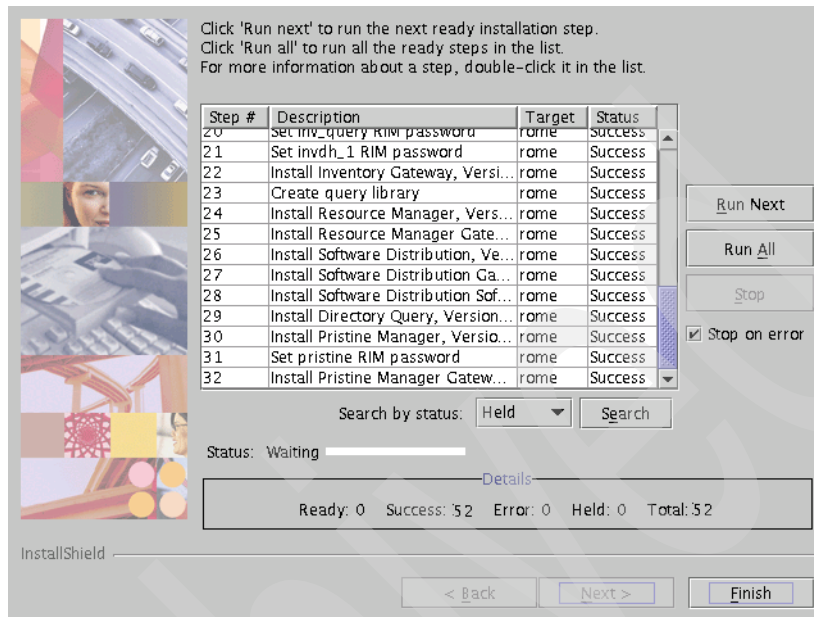 Click 'Run next' to run the next ready installation step.
Click 'Run all' to run all the ready steps in the list.
For more information about a step, double-click it in the list.
Step # Description Target Status
20 Set inv_query RIM password rome Success
21 Set invdh_1 RIM password rome Success
22 Install Inventory Gateway, Versi... rome Success
23 Create query library rome Success
24 Install Resource Manager, Vers... rome Success
25 Install Resource Manager Gate... rome Success
26 Install Software Distribution, Ve... rome Success
27 Install Software Distribution Ga... rome Success
28 Install Software Distribution Sof... rome Success
29 Install Directory Query, Version... rome Success
30 Install Pristine Manager, Versio... rome Success
31 Set pristine RIM password rome Success
32 Install Pristine Manager Gatew... rome Success
Run Next
Run All
Stop
Stop on error
Search by status: Held Search
Status: Waiting
Details
Ready: 0 Success: 52 Error: 0 Held: 0 Total: 52
InstallShield
< Back Next > Finish